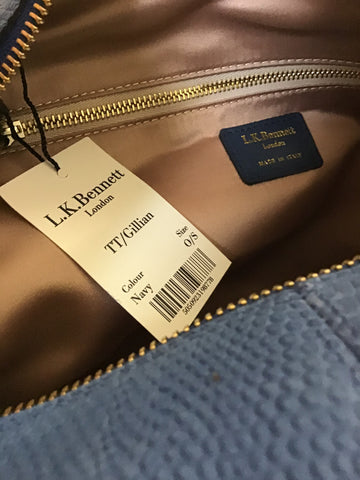 L.K.Bennett
London
MADE IN ITALY
L.K.Bennett
London
TT/Gillian
Colour
Navy
Size
O/S